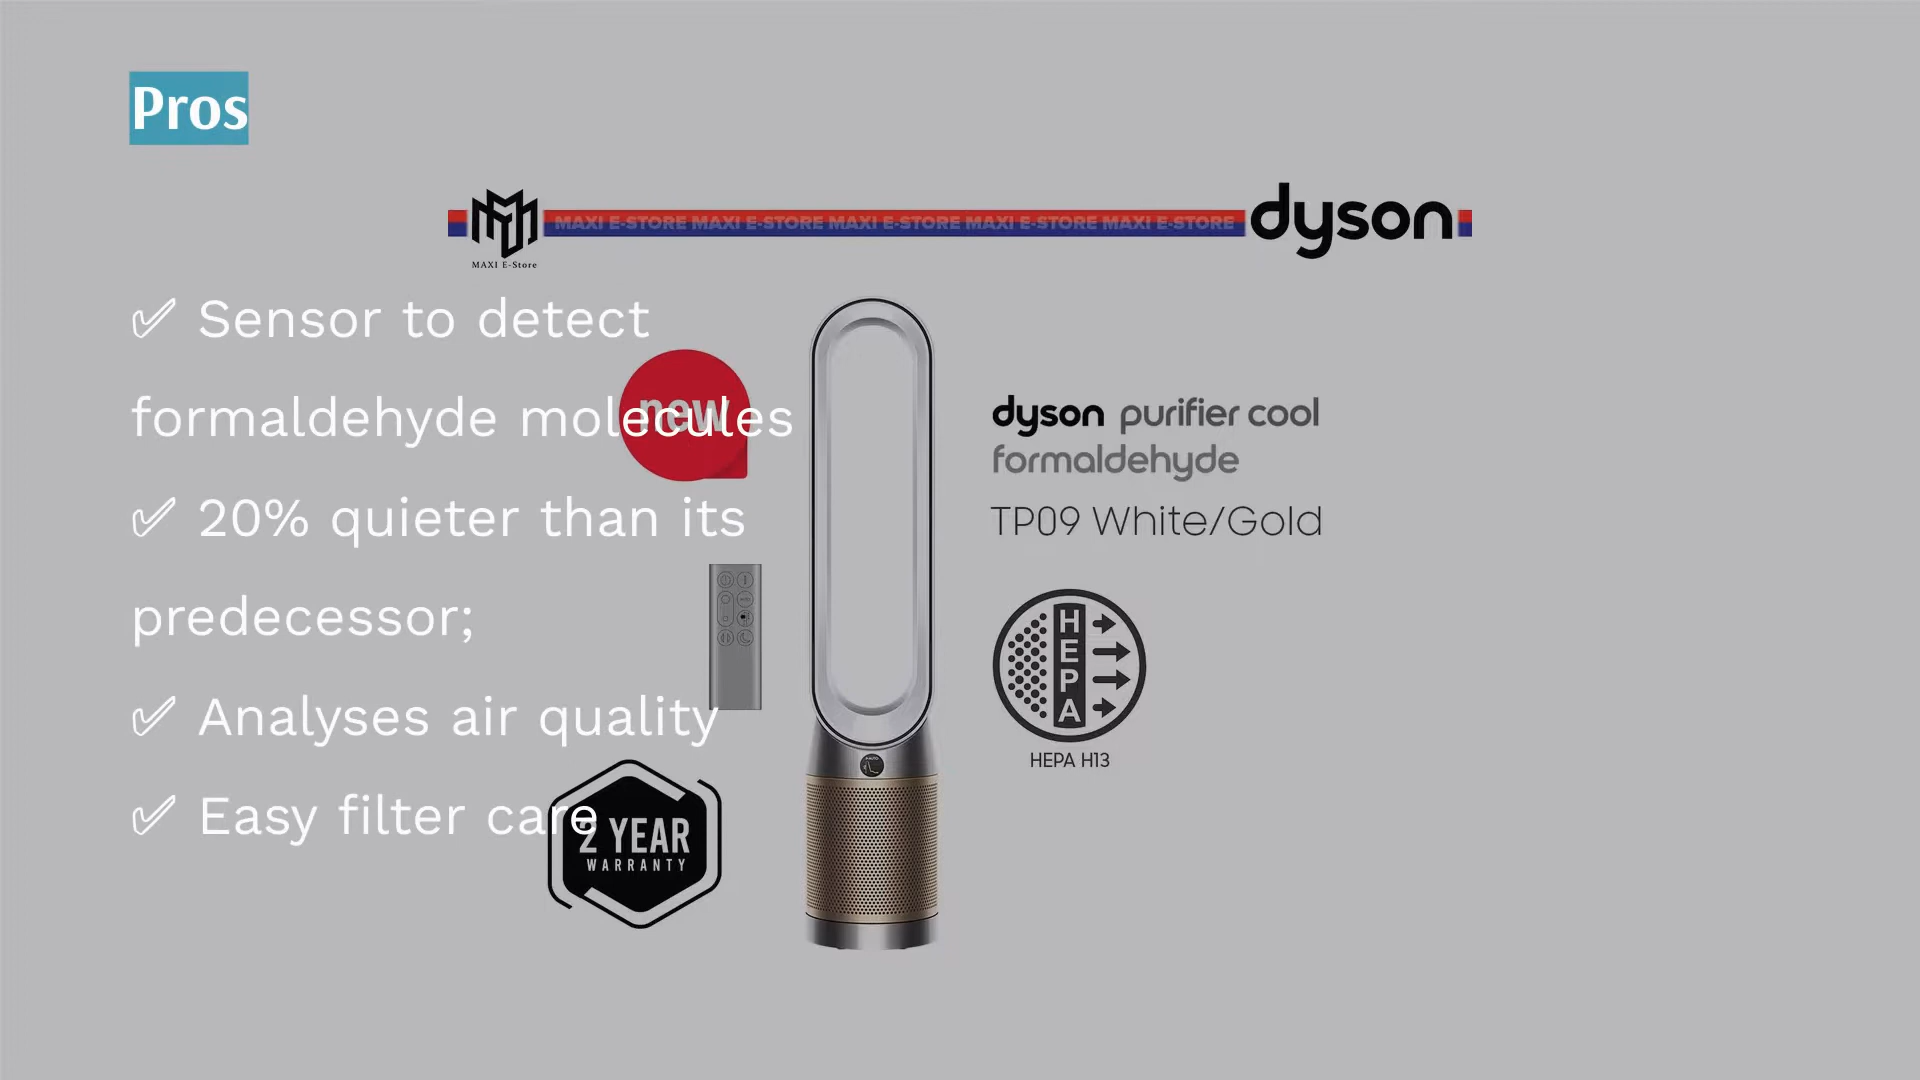 Pros
MAXI E-STORE MAXI E-STORE MAXI E-STORE MAXI E-STORE MAXI E-STORE
dyson
MAXI E-Store
✓ Sensor to detect
formaldehyde molecules
new
✓ 20% quieter than its
predecessor;
✓ Analyses air quality
✓ Easy filter care
2 YEAR
WARRANTY
dyson purifier cool
formaldehyde
TP09 White/Gold
HEPA
HEPA H13